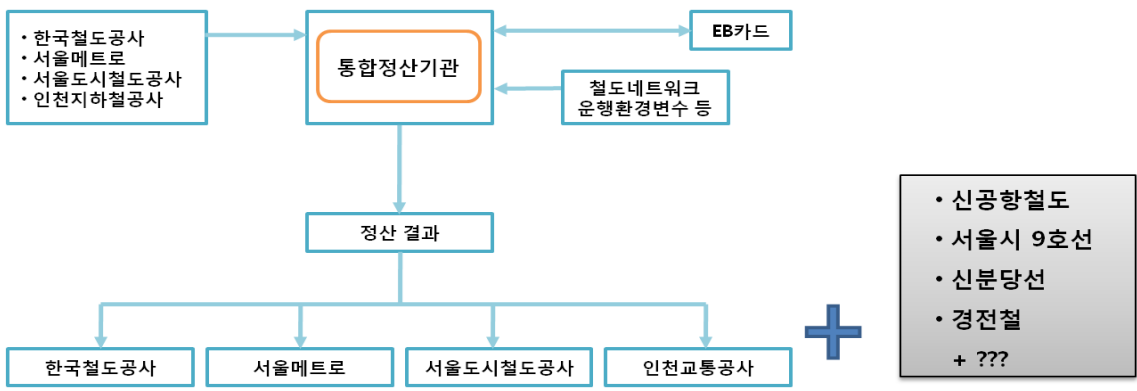 · 한국철도공사
· 서울메트로
· 서울도시철도공사
· 인천지하철공사
통합정산기관
EB카드
철도네트워크
운행환경변수 등
정산 결과
한국철도공사
서울메트로
서울도시철도공사
인천교통공사
· 신공항철도
· 서울시 9호선
· 신분당선
· 경전철
+ ???